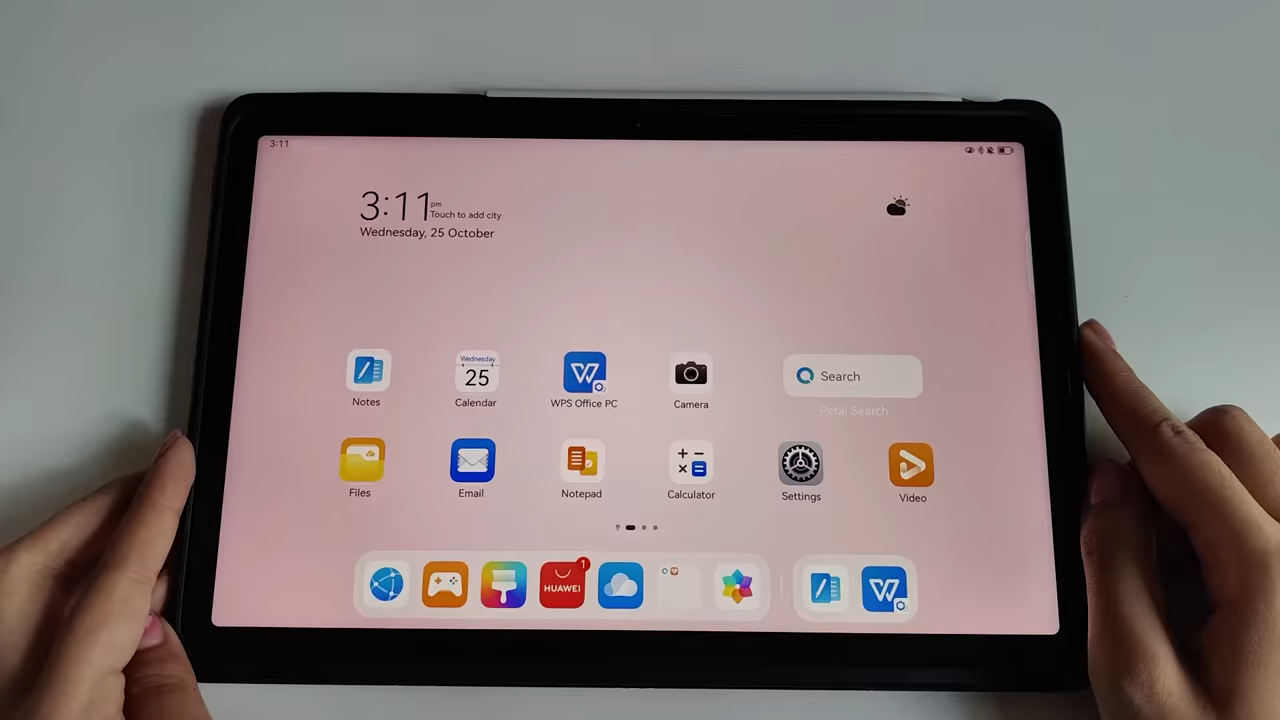 3:11
3:11 pm
Touch to add city
Wednesday, 25 October
Notes
Wednesday
25
Calendar
WPS Office PC
Camera
Search
Petal Search
Files
Email
Notepad
Calculator
Settings
Video
HUAWEI
1